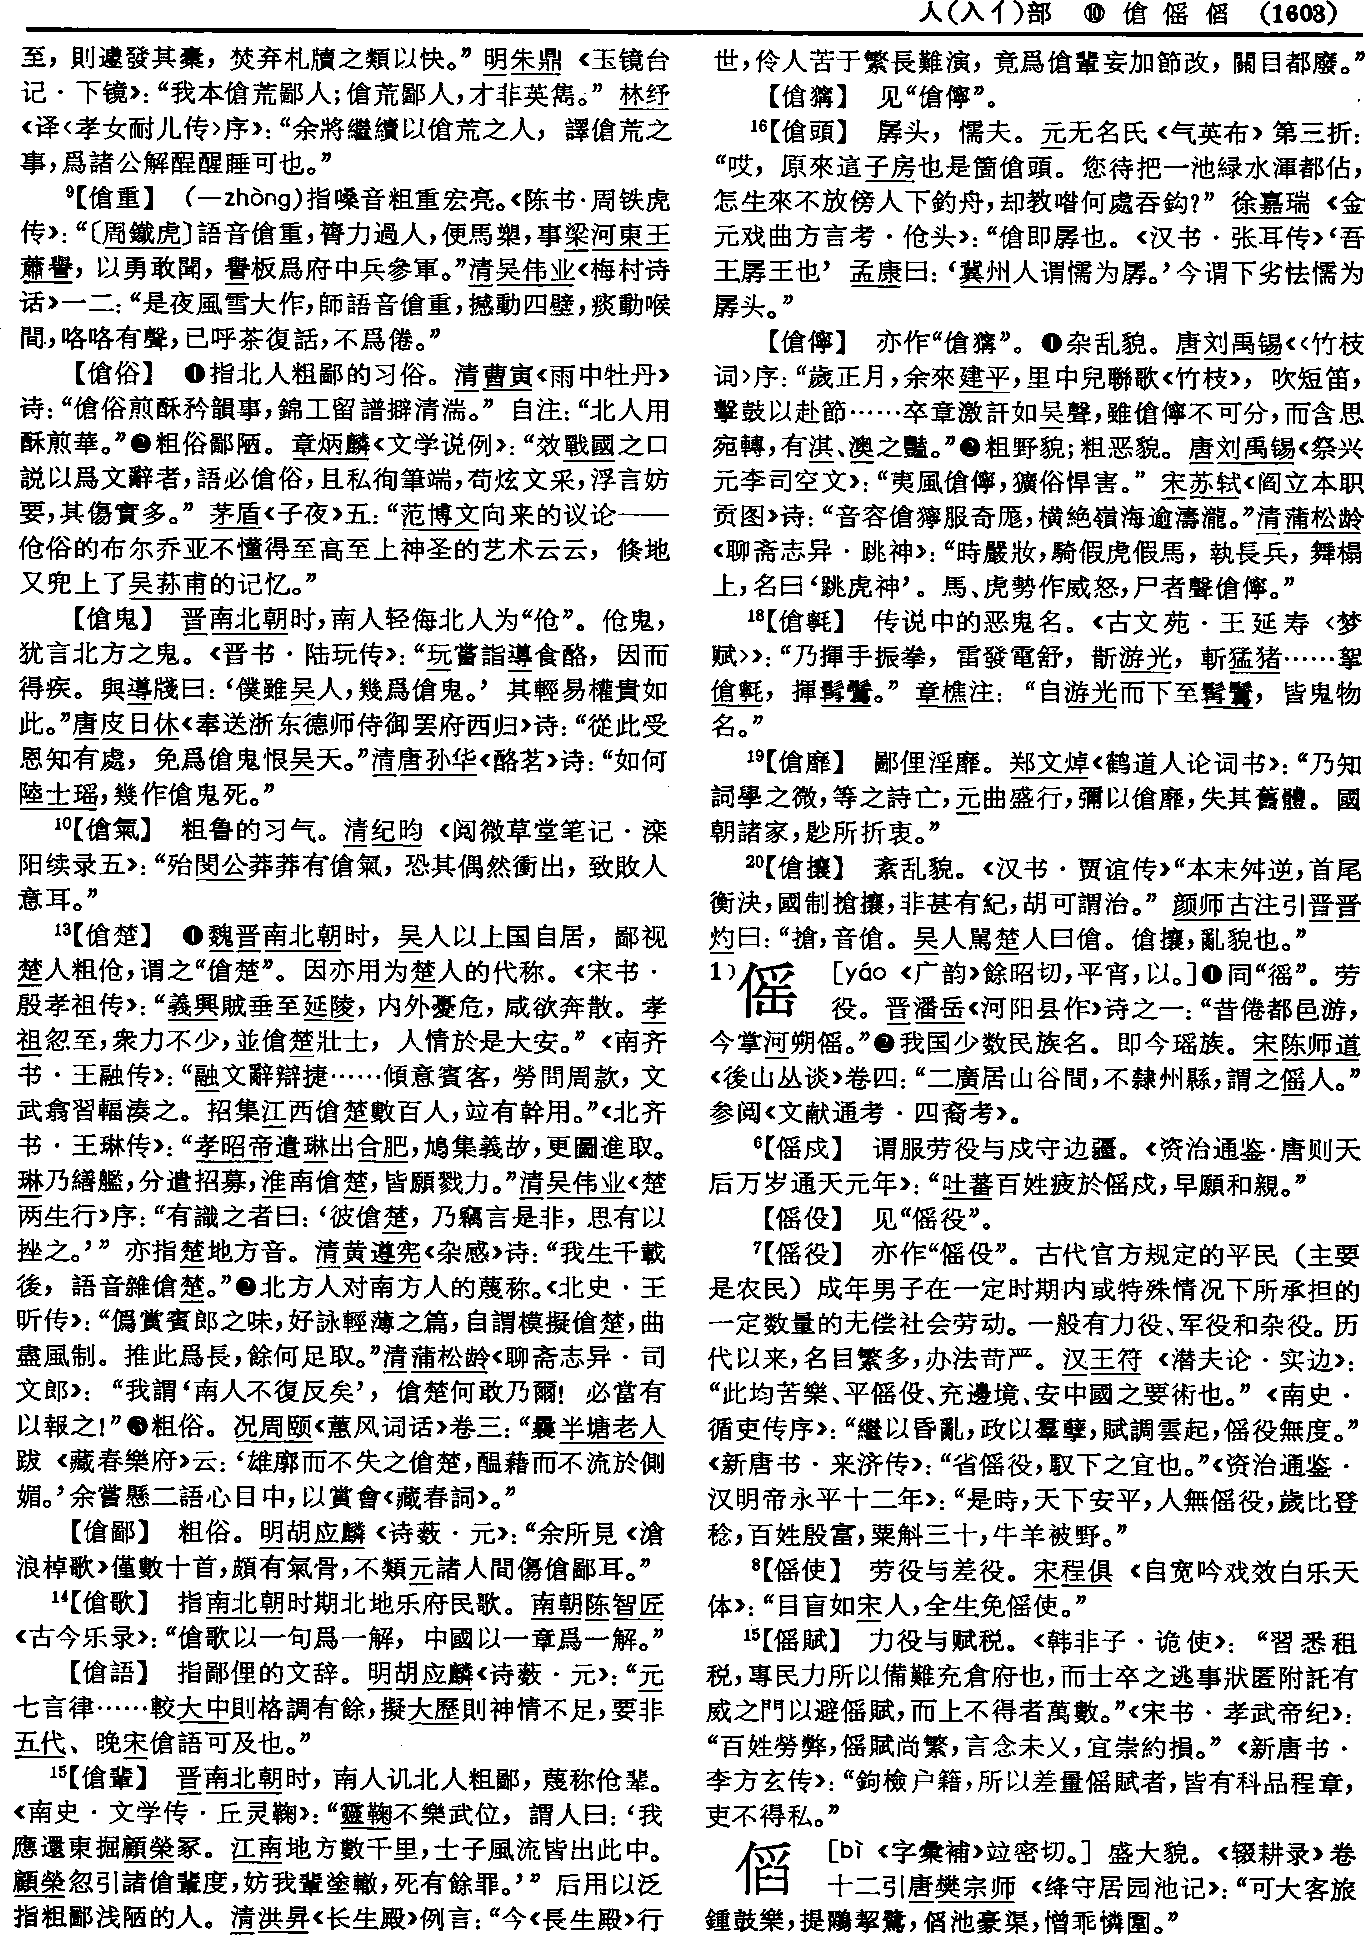 人(入亻)部 ⑩ 傖 傜 㑻 (1603)
至，則遽發其橐，焚弃札牘之類以快。”明朱鼎《玉镜台
记·下镜》：“我本傖荒鄙人；傖荒鄙人，才非英雋。”林纾
《译〈孝女耐儿传〉序》：“余將繼續以傖荒之人，譯傖荒之
事，爲諸公解酲醒睡可也。”
⁹【傖重】 (—zhòng)指嗓音粗重宏亮。《陈书·周铁虎
传》：“〔周鐵虎〕語音傖重，膂力過人，便馬槊，事梁河東王
蕭譽，以勇敢聞，譽板爲府中兵參軍。”清吴伟业《梅村诗
话》一二：“是夜風雪大作，師語音傖重，撼動四壁，痰動喉
間，咯咯有聲，已呼茶復話，不爲倦。”
【傖俗】 ❶指北人粗鄙的习俗。清曹寅《雨中牡丹》
诗：“傖俗煎酥矜韻事，錦工留譜擗清湍。”自注：“北人用
酥煎華。”❷粗俗鄙陋。章炳麟《文学说例》：“效戰國之口
説以爲文辭者，語必傖俗，且私徇筆端，苟炫文采，浮言妨
要，其傷實多。”茅盾《子夜》五：“范博文向来的议论——
伧俗的布尔乔亚不懂得至高至上神圣的艺术云云，倏地
又兜上了吴荪甫的记忆。”
【傖鬼】 晋南北朝时，南人轻侮北人为“伧”。伧鬼，
犹言北方之鬼。《晋书·陆玩传》：“玩嘗詣導食酪，因而
得疾。與導牋曰：‘僕雖吴人，幾爲傖鬼。’其輕易權貴如
此。”唐皮日休《奉送浙东德师侍御罢府西归》诗：“從此受
恩知有處，免爲傖鬼恨吴天。”清唐孙华《酪茗》诗：“如何
陸士瑶，幾作傖鬼死。”
¹⁰【傖氣】 粗鲁的习气。清纪昀《阅微草堂笔记·滦
阳续录五》：“殆閔公莽莽有傖氣，恐其偶然衝出，致敗人
意耳。”
¹³【傖楚】 ❶魏晋南北朝时，吴人以上国自居，鄙视
楚人粗伧，谓之“傖楚”。因亦用为楚人的代称。《宋书·
殷孝祖传》：“義興賊垂至延陵，内外憂危，咸欲奔散。孝
祖忽至，衆力不少，並傖楚壯士，人情於是大安。”《南齐
书·王融传》：“融文辭辯捷……傾意賓客，勞問周款，文
武翕習輻湊之。招集江西傖楚數百人，竝有幹用。”《北齐
书·王琳传》：“孝昭帝遣琳出合肥，鳩集義故，更圖進取。
琳乃繕艦，分遣招募，淮南傖楚，皆願戮力。”清吴伟业《楚
两生行》序：“有識之者曰：‘彼傖楚，乃竊言是非，思有以
挫之。’”亦指楚地方音。清黄遵宪《杂感》诗：“我生千載
後，語音雜傖楚。”❷北方人对南方人的蔑称。《北史·王
昕传》：“僞賞賓郎之味，好詠輕薄之篇，自謂模擬傖楚，曲
盡風制。推此爲長，餘何足取。”清蒲松龄《聊斋志异·司
文郎》：“我謂‘南人不復反矣’，傖楚何敢乃爾！必當有
以報之！”❸粗俗。况周颐《蕙风词话》卷三：“曩半塘老人
跋《藏春樂府》云：‘雄廓而不失之傖楚，醖藉而不流於側
媚。’余嘗懸二語心目中，以賞會《藏春詞》。”
【傖鄙】 粗俗。明胡应麟《诗薮·元》：“余所見《滄
浪棹歌》僅數十首，頗有氣骨，不類元諸人間傷傖鄙耳。”
¹⁴【傖歌】 指南北朝时期北地乐府民歌。南朝陈智匠
《古今乐录》：“傖歌以一句爲一解，中國以一章爲一解。”
【傖語】 指鄙俚的文辞。明胡应麟《诗薮·元》：“元
七言律……較大中則格調有餘，擬大歷則神情不足，要非
五代、晚宋傖語可及也。”
¹⁵【傖輩】 晋南北朝时，南人讥北人粗鄙，蔑称伧辈。
《南史·文学传·丘灵鞠》：“靈鞠不樂武位，謂人曰：‘我
應還東掘顧榮冢。江南地方數千里，士子風流皆出此中。
顧榮忽引諸傖輩度，妨我輩塗轍，死有餘罪。’”后用以泛
指粗鄙浅陋的人。清洪昇《长生殿》例言：“今《長生殿》行
世，伶人苦于繁長難演，竟爲傖輩妄加節改，關目都廢。”
【傖獰】 见“傖儜”。
¹⁶【傖頭】 孱头，懦夫。元无名氏《气英布》第三折：
“哎，原來這子房也是箇傖頭。您待把一池緑水渾都佔，
怎生來不放傍人下釣舟，却教喒何處吞鈎？”徐嘉瑞《金
元戏曲方言考·伧头》：“傖即孱也。《汉书·张耳传》‘吾
王孱王也’孟康曰：‘冀州人谓懦为孱。’今谓下劣怯懦为
孱头。”
【傖儜】 亦作“傖獰”。❶杂乱貌。唐刘禹锡《〈竹枝
词〉序：“歲正月，余來建平，里中兒聯歌《竹枝》，吹短笛，
擊鼓以赴節……卒章激訐如吴聲，雖傖儜不可分，而含思
宛轉，有淇、澳之豔。”❷粗野貌；粗恶貌。唐刘禹锡《祭兴
元李司空文》：“夷風傖儜，獷俗悍害。”宋苏轼《阎立本职
贡图》诗：“音容傖獰服奇厖，横絶嶺海逾濤瀧。”清蒲松龄
《聊斋志异·跳神》：“時嚴妝，騎假虎假馬，執長兵，舞榻
上，名曰‘跳虎神’。馬、虎勢作威怒，尸者聲傖儜。”
¹⁸【傖㲈】 传说中的恶鬼名。《古文苑·王延寿〈梦
赋〉》：“乃揮手振拳，雷發電舒，斮游光，斬猛猪……挐
傖㲈，揮髯鬣。”章樵注：“自游光而下至髯鬣，皆鬼物
名。”
¹⁹【傖靡】 鄙俚淫靡。郑文焯《鹤道人论词书》：“乃知
詞學之微，等之詩亡，元曲盛行，彌以傖靡，失其舊體。國
朝諸家，尟所折衷。”
²⁰【傖攘】 紊乱貌。《汉书·贾谊传》“本末舛逆，首尾
衡決，國制搶攘，非甚有紀，胡可謂治。”颜师古注引晋晋
灼曰：“搶，音傖。吴人駡楚人曰傖。傖攘，亂貌也。”
1) 傜 [yáo 《广韵》餘昭切，平宵，以。]❶同“徭”。劳
役。晋潘岳《河阳县作》诗之一：“昔倦都邑游，
今掌河朔傜。”❷我国少数民族名。即今瑶族。宋陈师道
《後山丛谈》卷四：“二廣居山谷間，不隸州縣，謂之傜人。”
参阅《文献通考·四裔考》。
⁶【傜戍】 谓服劳役与戍守边疆。《资治通鉴·唐则天
后万岁通天元年》：“吐蕃百姓疲於傜戍，早願和親。”
【傜伇】 见“傜役”。
⁷【傜役】 亦作“傜伇”。古代官方规定的平民（主要
是农民）成年男子在一定时期内或特殊情况下所承担的
一定数量的无偿社会劳动。一般有力役、军役和杂役。历
代以来，名目繁多，办法苛严。汉王符《潜夫论·实边》：
“此均苦樂、平傜伇、充邊境、安中國之要術也。”《南史·
循吏传序》：“繼以昏亂，政以羣孽，賦調雲起，傜役無度。”
《新唐书·来济传》：“省傜役，馭下之宜也。”《资治通鉴·
汉明帝永平十二年》：“是時，天下安平，人無傜役，歲比登
稔，百姓殷富，粟斛三十，牛羊被野。”
⁸【傜使】 劳役与差役。宋程俱《自宽吟戏效白乐天
体》：“目盲如宋人，全生免傜使。”
¹⁵【傜賦】 力役与赋税。《韩非子·诡使》：“習悉租
税，專民力所以備難充倉府也，而士卒之逃事狀匿附託有
威之門以避傜賦，而上不得者萬數。”《宋书·孝武帝纪》：
“百姓勞弊，傜賦尚繁，言念未乂，宜崇約損。”《新唐书·
李方玄传》：“鉤檢户籍，所以差量傜賦者，皆有科品程章，
吏不得私。”
[bì 《字彙補》竝密切。] 盛大貌。《辍耕录》卷
十二引唐樊宗师《绛守居园池记》：“可大客旅
鍾鼓樂，提鵰挈鷺，㑻池豪渠，憎乖憐圍。”